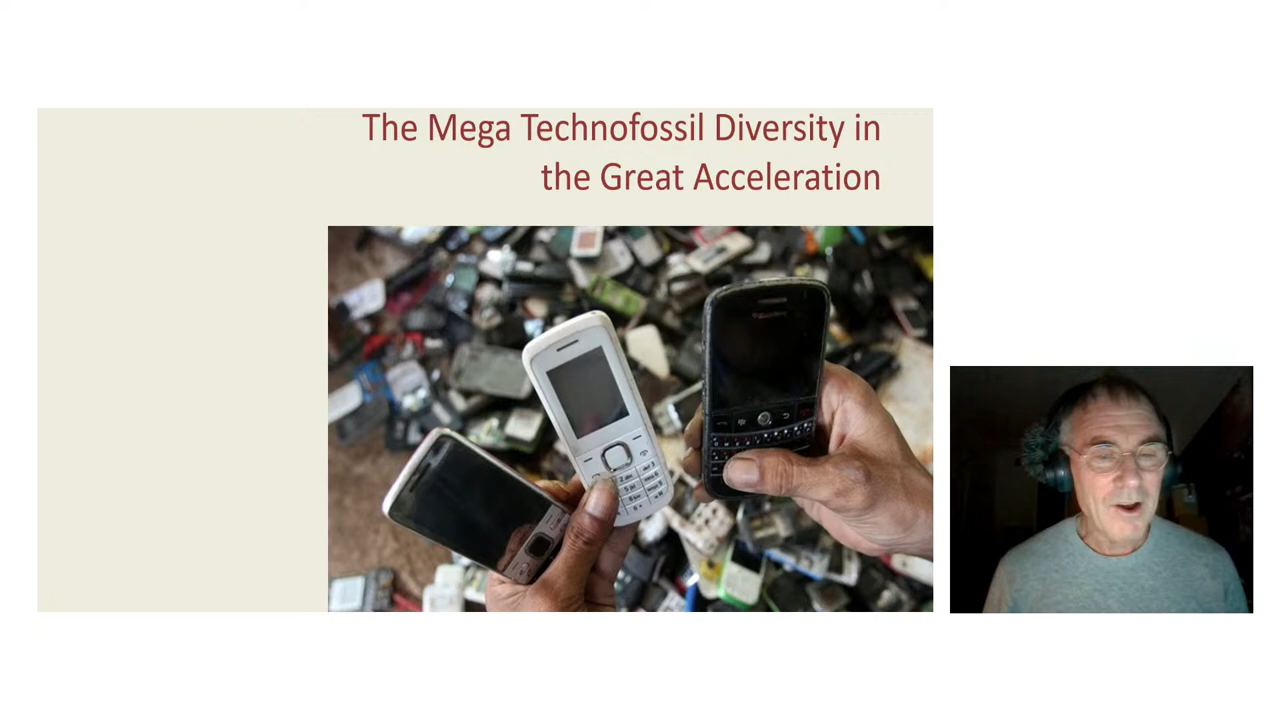 The Mega Technofossil Diversity in
the Great Acceleration